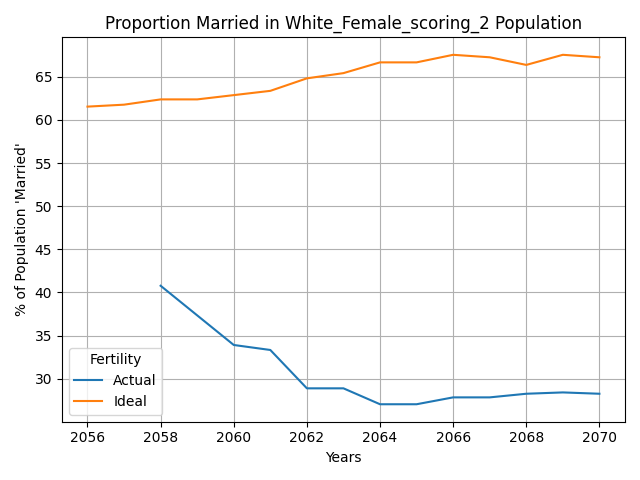 Proportion Married in White_Female_scoring_2 Population
% of Population 'Married'
65
60
55
50
45
40
35
30
Fertility
Actual
Ideal
2056 2058 2060 2062 2064 2066 2068 2070
Years